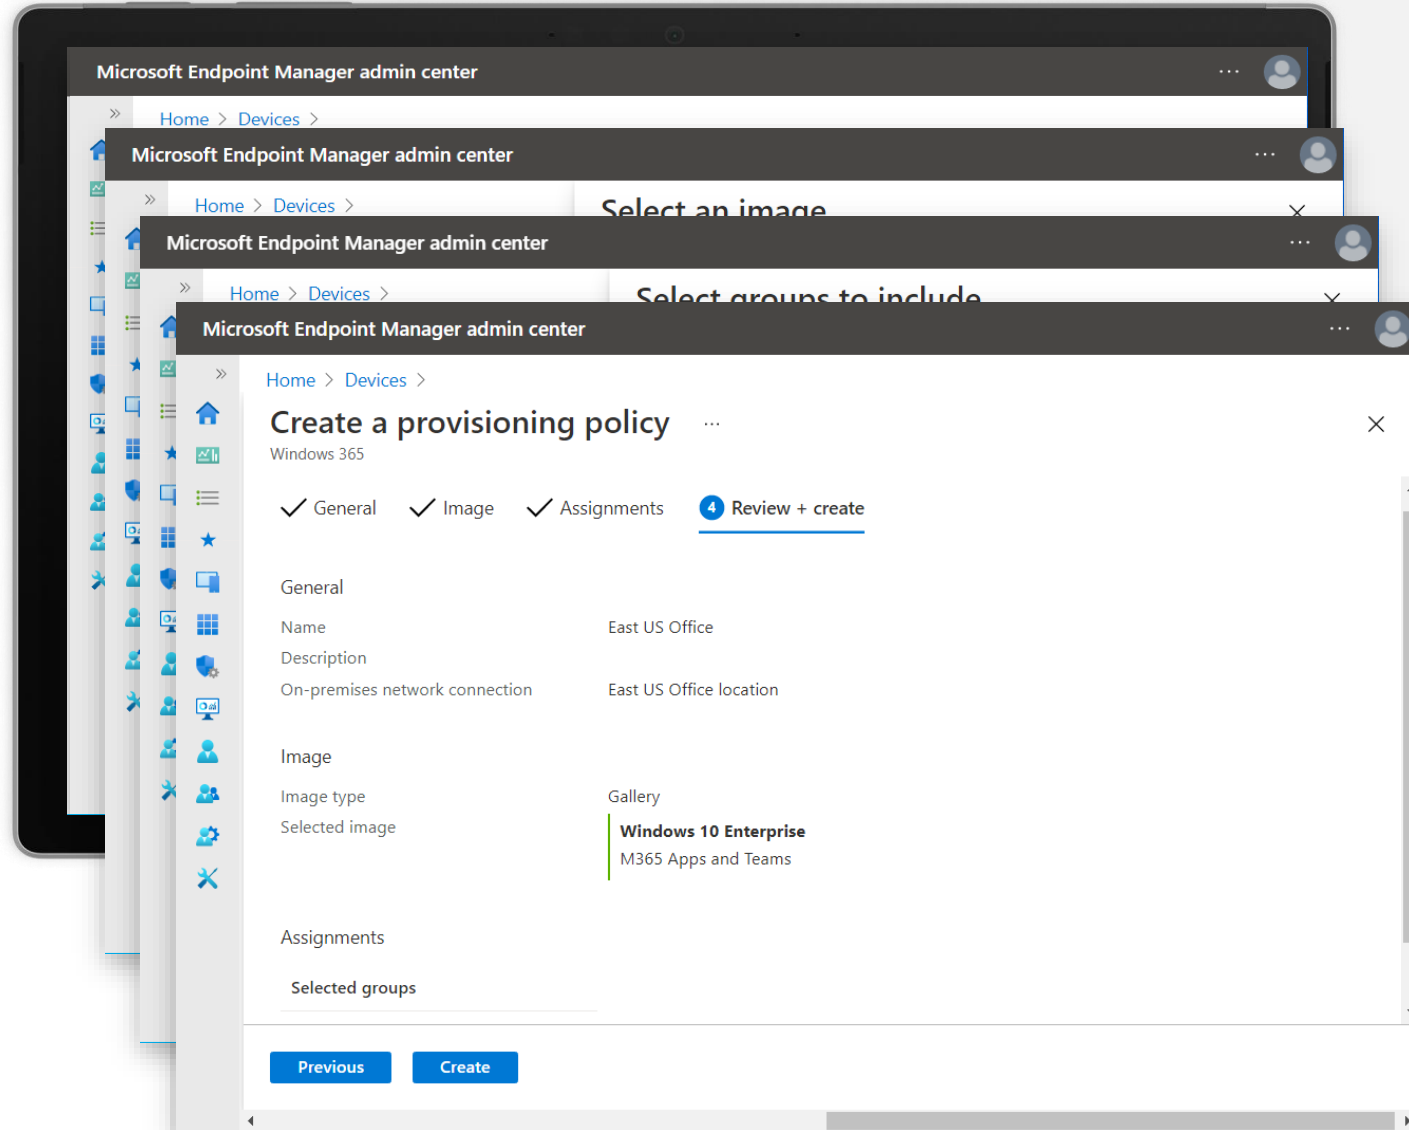 Microsoft Endpoint Manager admin center ...
Home > Devices >
Microsoft Endpoint Manager admin center ...
Home > Devices >
Select an image
Microsoft Endpoint Manager admin center ...
Home > Devices >
Select groups to include
Microsoft Endpoint Manager admin center ...
Home > Devices >
Create a provisioning policy ...
Windows 365
General Image Assignments 4 Review + create
General
Name East US Office
Description
On-premises network connection East US Office location
Image
Image type Gallery
Selected image Windows 10 Enterprise
M365 Apps and Teams
Assignments
Selected groups
Previous Create